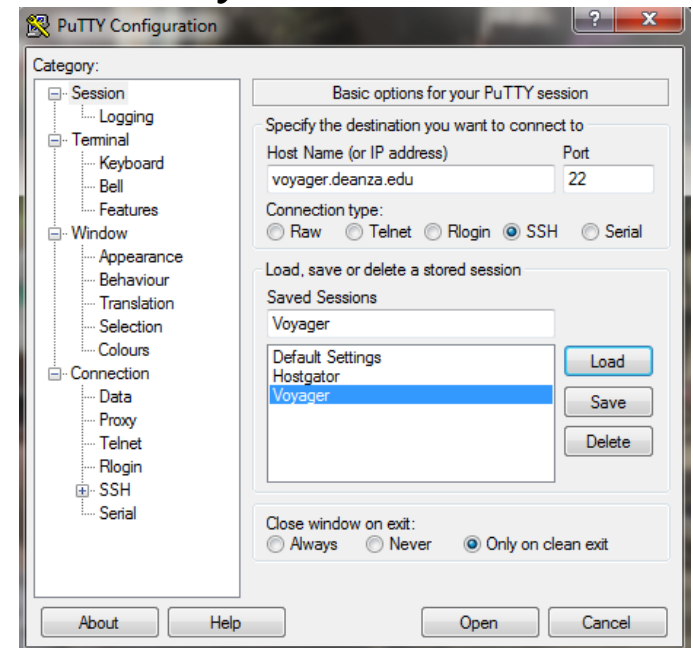 PuTTY Configuration
Category:
Session
Logging
Terminal
Keyboard
Bell
Features
Window
Appearance
Behaviour
Translation
Selection
Colours
Connection
Data
Proxy
Telnet
Rlogin
SSH
Serial
Basic options for your PuTTY session
Specify the destination you want to connect to
Host Name (or IP address) Port
voyager.deanza.edu 22
Connection type:
Raw Telnet Rlogin SSH Serial
Load, save or delete a stored session
Saved Sessions
Voyager
Default Settings
Hostgator
Voyager
Load
Save
Delete
Close window on exit:
Always Never Only on clean exit
About Help Open Cancel